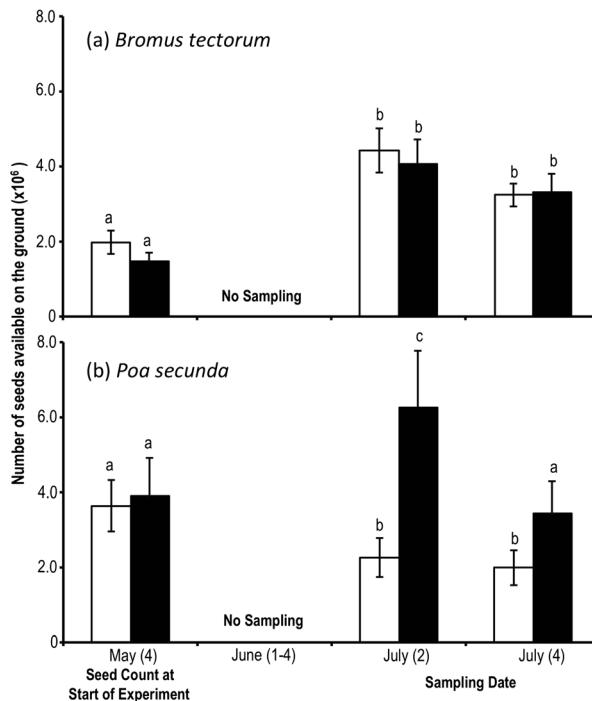 Number of seeds available on the ground (x10⁶)
8.0
6.0
4.0
2.0
0
(a) Bromus tectorum
a
a
No Sampling
b
b
b
b
8.0
6.0
4.0
2.0
0
(b) Poa secunda
a
a
No Sampling
b
c
b
a
May (4)
June (1-4)
July (2)
July (4)
Seed Count at
Start of Experiment
Sampling Date